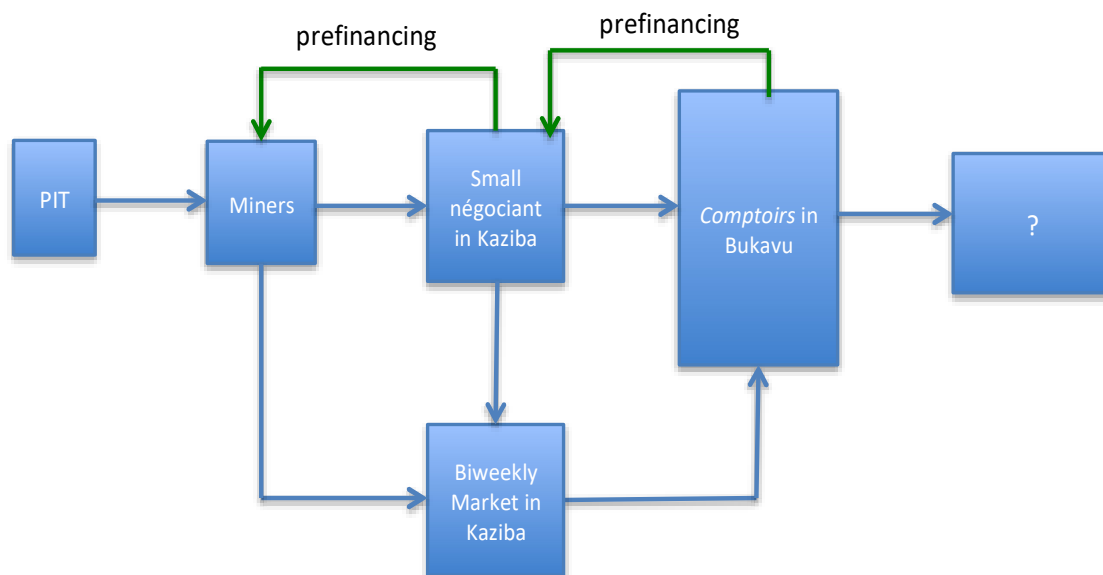 prefinancing
prefinancing
PIT
Miners
Small
négociant
in Kaziba
Comptoirs in
Bukavu
?
Biweekly
Market in
Kaziba